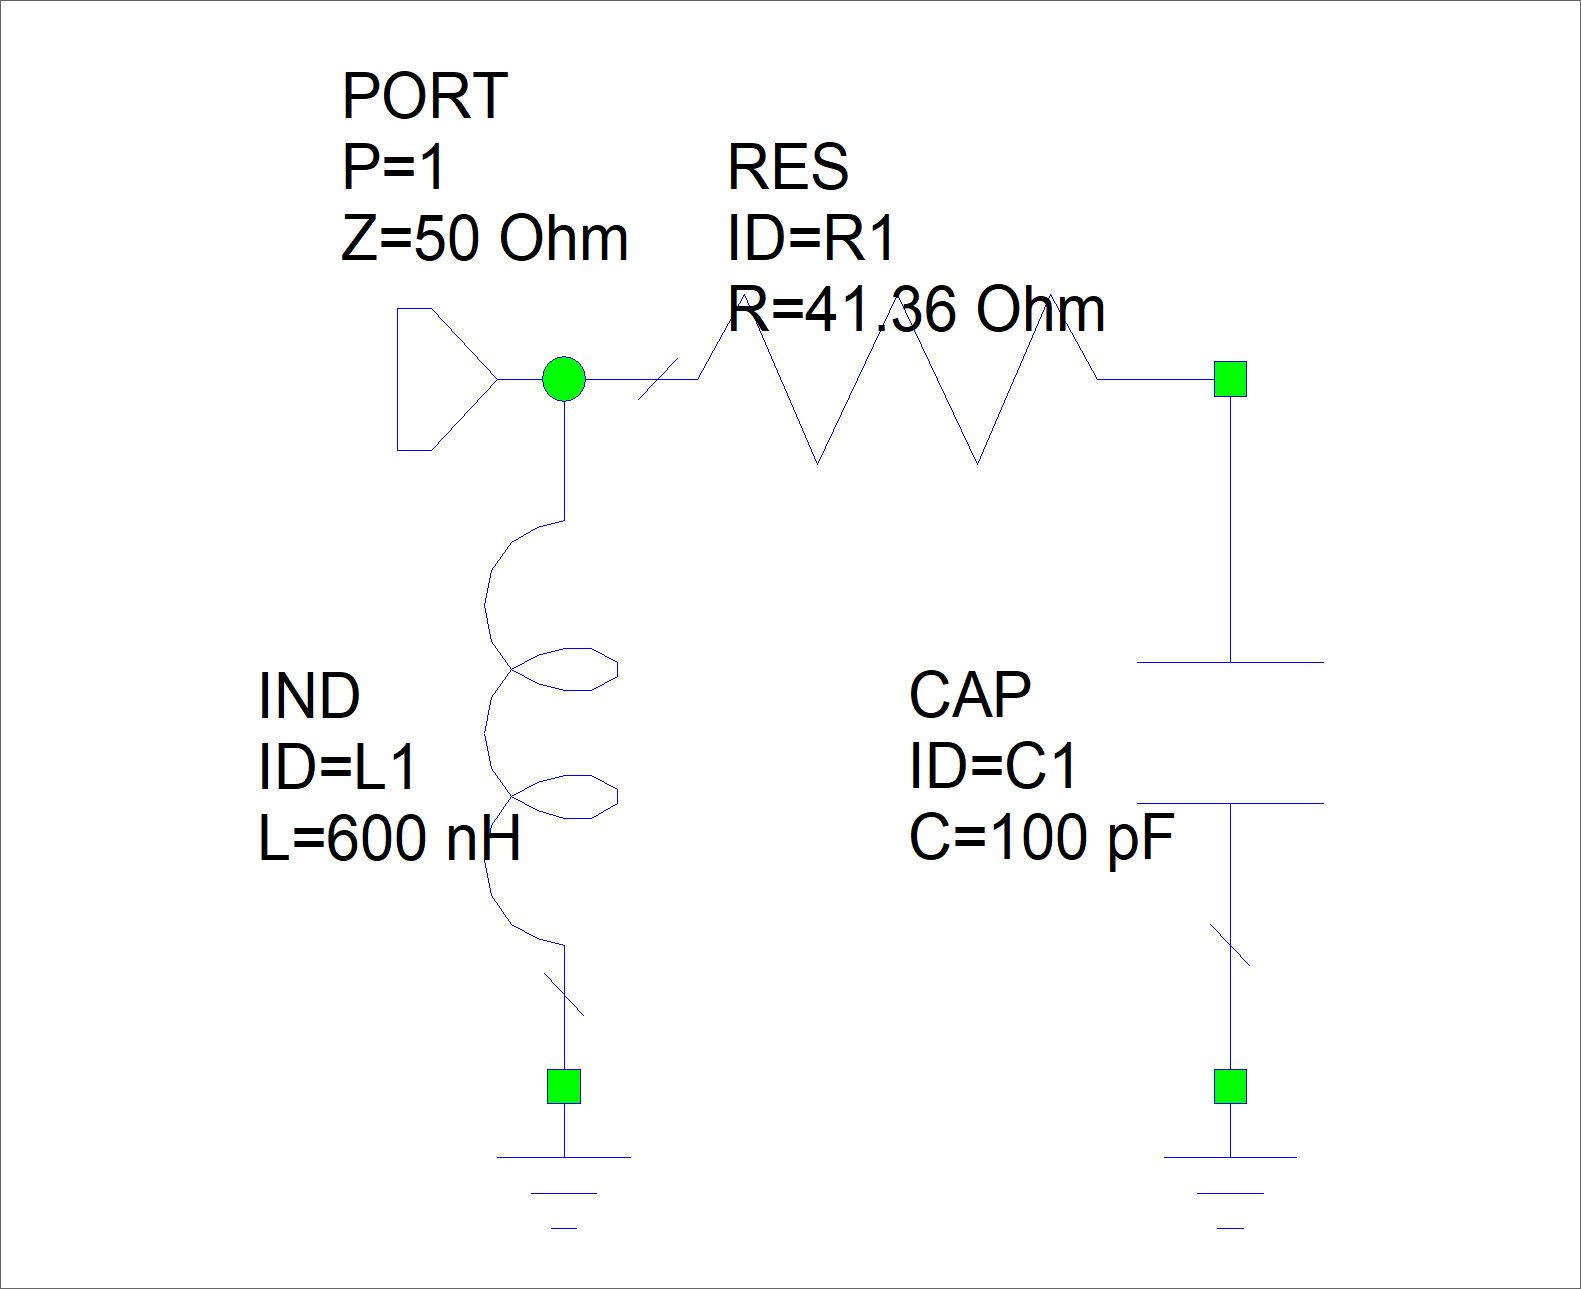 PORT
P=1
Z=50 Ohm
RES
ID=R1
R=41.36 Ohm
IND
ID=L1
L=600 nH
CAP
ID=C1
C=100 pF